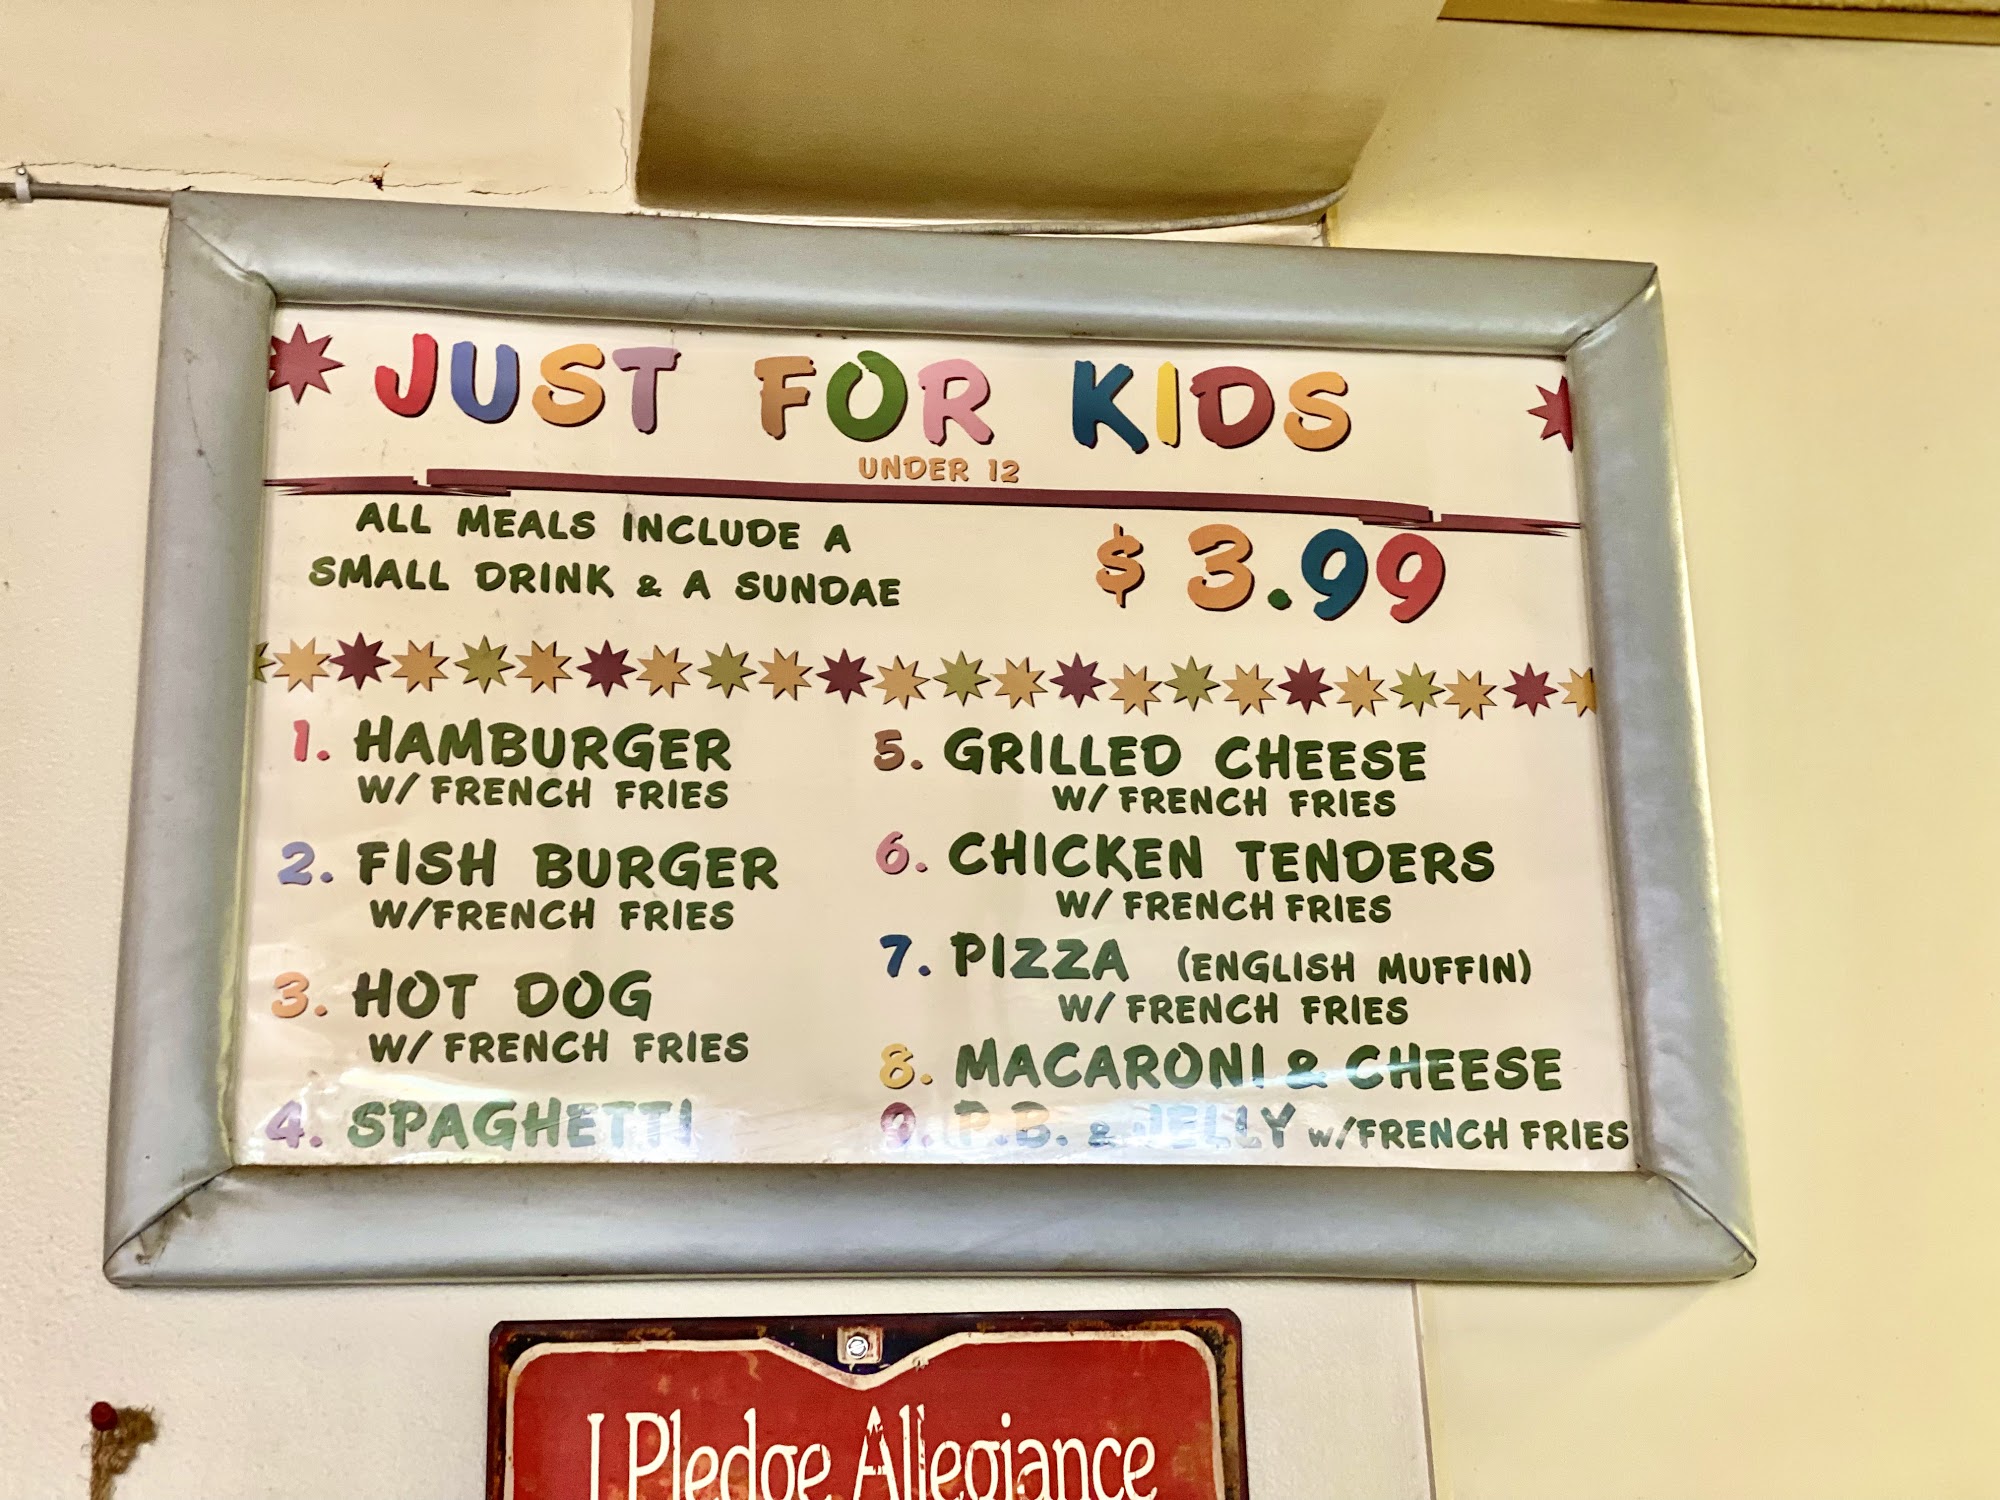 JUST FOR KIDS
UNDER 12
ALL MEALS INCLUDE A
SMALL DRINK & A SUNDAE
$ 3.99
1. HAMBURGER
W/ FRENCH FRIES
2. FISH BURGER
W/FRENCH FRIES
3. HOT DOG
W/ FRENCH FRIES
4. SPAGHETTI
5. GRILLED CHEESE
W/ FRENCH FRIES
6. CHICKEN TENDERS
W/ FRENCH FRIES
7. PIZZA (ENGLISH MUFFIN)
W/ FRENCH FRIES
8. MACARONI & CHEESE
9. P.B. & JELLY W/FRENCH FRIES
I Pledge Allegiance